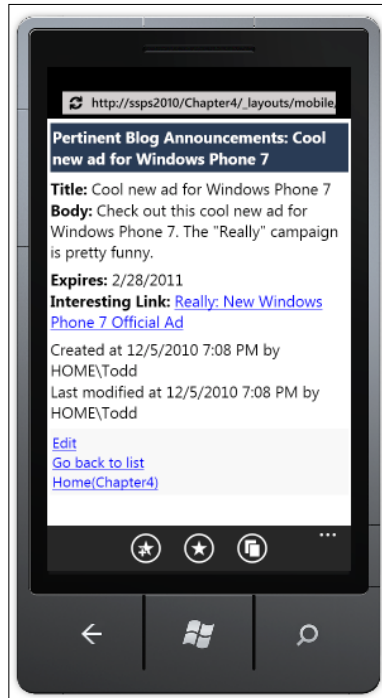 http://ssps2010/Chapter4/_layouts/mobile/
Pertinent Blog Announcements: Cool
new ad for Windows Phone 7
Title: Cool new ad for Windows Phone 7
Body: Check out this cool new ad for
Windows Phone 7. The "Really" campaign
is pretty funny.
Expires: 2/28/2011
Interesting Link: Really: New Windows
Phone 7 Official Ad
Created at 12/5/2010 7:08 PM by
HOME\Todd
Last modified at 12/5/2010 7:08 PM by
HOME\Todd
Edit
Go back to list
Home(Chapter4)